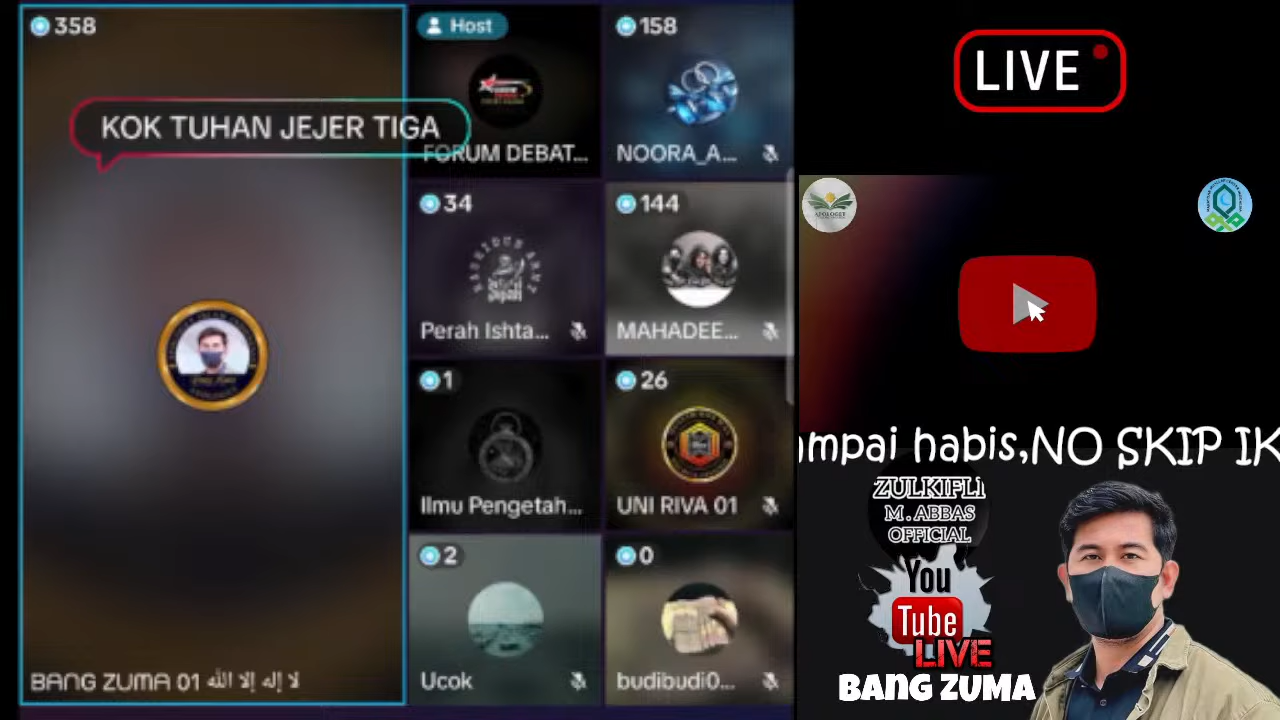 358
KOK TUHAN JEJER TIGA
BANG ZUMA 01 لا إله إلا الله
Host
FORUM DEBAT...
158
NOORA_A...
34
Perah Ishta...
144
MAHADEE...
1
Ilmu Pengetah...
26
UNI RIVA 01
2
Ucok
0
budibudi0...
LIVE
APOLOGET
ampai habis,NO SKIP IK
ZULKIFLI
M.ABBAS
OFFICIAL
You
Tube
LIVE
BANG ZUMA